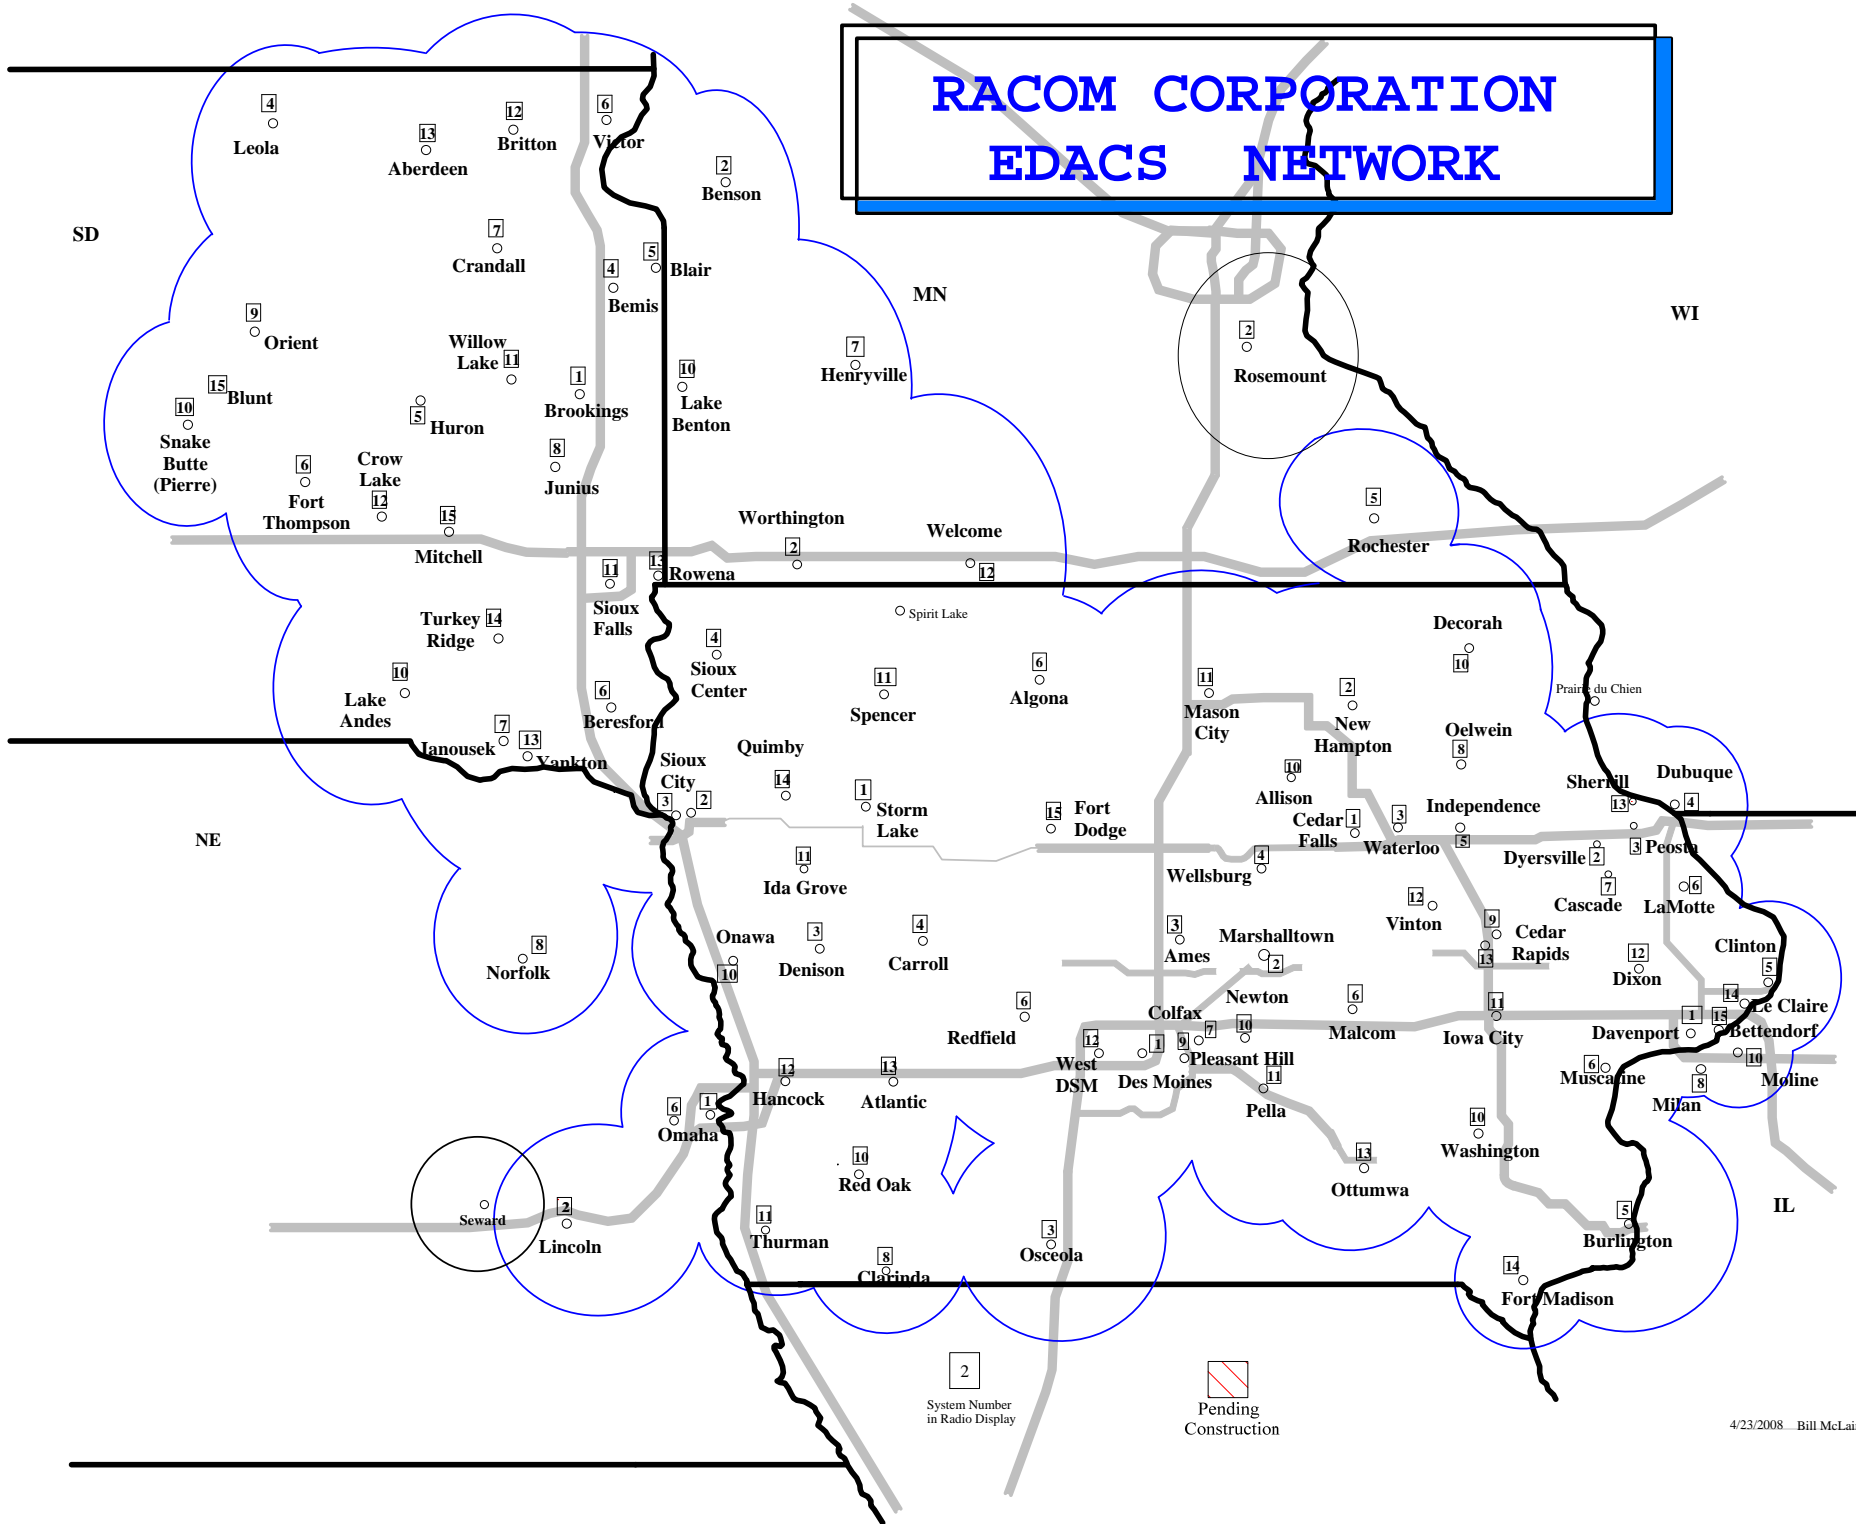 RACOM CORPORATION
EDACS NETWORK
4
Leola
13
Aberdeen
12
Britton
6
Victor
2
Benson
SD
7
Crandall
4
Bemis
5
Blair
MN
WI
9
Orient
Willow
Lake 11
1
Brookings
10
Lake
Benton
7
Henryville
2
Rosemount
15
Blunt
10
Snake
Butte
(Pierre)
5
Huron
8
Junius
6
Fort
Thompson
Crow
Lake
12
15
Mitchell
Worthington
2
Welcome
12
5
Rochester
11
Sioux
Falls
13
Rowena
Turkey 14
Ridge
4
Sioux
Center
Spirit Lake
11
Spencer
6
Algona
11
Mason
City
2
New
Hampton
Decorah
10
Prairie du Chien
10
Lake
Andes
6
Beresford
7
Janousek
13
Yankton
Sioux
City
3
2
Quimby
14
1
Storm
Lake
15
Fort
Dodge
10
Allison
Oelwein
8
Sherrill
13
Dubuque
4
NE
Cedar
Falls
1
3
Waterloo
Independence
5
Dyersville
2
3
Peosta
11
Ida Grove
4
Wellsburg
7
Cascade
6
LaMotte
12
Vinton
8
Norfolk
Onawa
10
3
Denison
4
Carroll
3
Ames
Marshalltown
2
9
13
Cedar
Rapids
12
Dixon
Clinton
5
6
Redfield
Newton
10
Colfax
7
6
Malcom
11
Iowa City
14
Le Claire
1
Davenport
15
Bettendorf
12
West
DSM
1
Des Moines
9
Pleasant Hill
11
Pella
6
Muscatine
8
Milan
10
Moline
12
Hancock
13
Atlantic
6
1
Omaha
10
Red Oak
13
Ottumwa
10
Washington
Seward
2
Lincoln
11
Thurman
8
Clarinda
3
Osceola
5
Burlington
IL
14
Fort Madison
2
System Number
in Radio Display
Pending
Construction
4/23/2008 Bill McLai